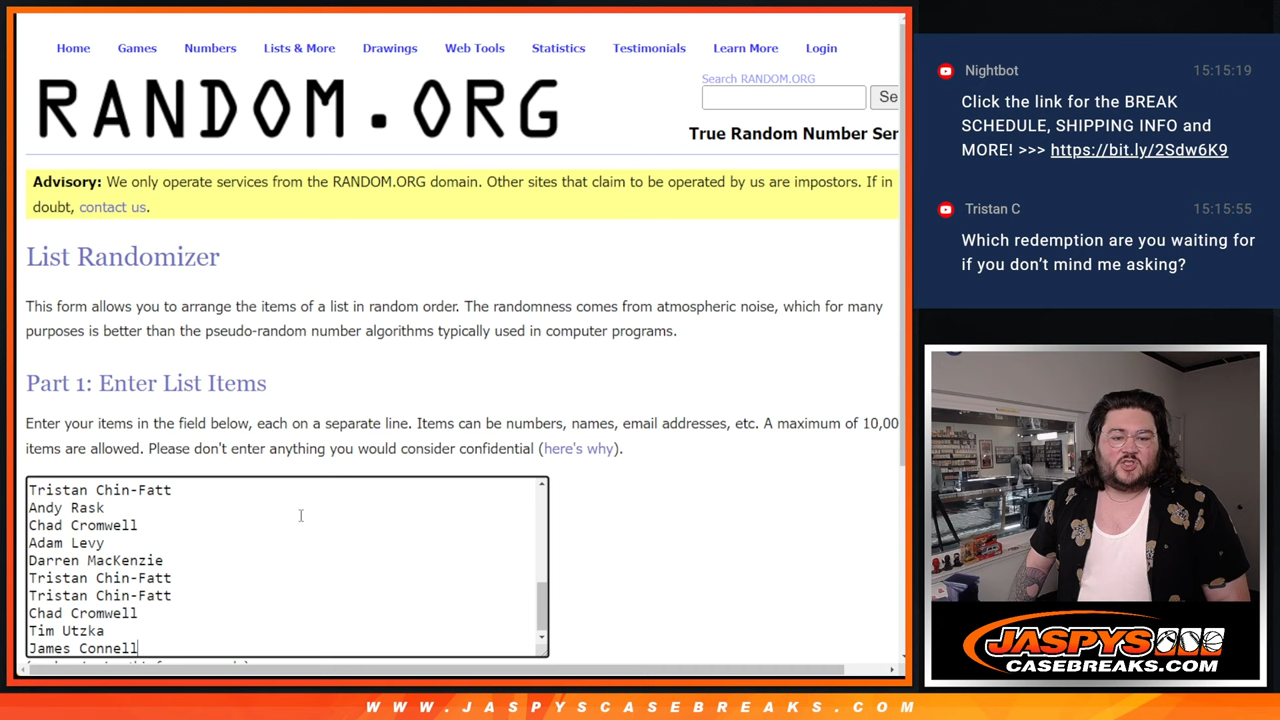 Home Games Numbers Lists & More Drawings Web Tools Statistics Testimonials Learn More Login
RANDOM.ORG
Search RANDOM.ORG
Se
True Random Number Ser
Advisory: We only operate services from the RANDOM.ORG domain. Other sites that claim to be operated by us are impostors. If in
doubt, contact us.
List Randomizer
This form allows you to arrange the items of a list in random order. The randomness comes from atmospheric noise, which for many
purposes is better than the pseudo-random number algorithms typically used in computer programs.
Part 1: Enter List Items
Enter your items in the field below, each on a separate line. Items can be numbers, names, email addresses, etc. A maximum of 10,00
items are allowed. Please don't enter anything you would consider confidential (here's why).
Tristan Chin-Fatt
Andy Rask
Chad Cromwell
Adam Levy
Darren MacKenzie
Tristan Chin-Fatt
Tristan Chin-Fatt
Chad Cromwell
Tim Utzka
James Connell
Nightbot 15:15:19
Click the link for the BREAK
SCHEDULE, SHIPPING INFO and
MORE! >>> https://bit.ly/2Sdw6K9
Tristan C 15:15:55
Which redemption are you waiting for
if you don’t mind me asking?
JASPYS
CASEBREAKS.COM
WWW.JASPYSCASEBREAKS.COM